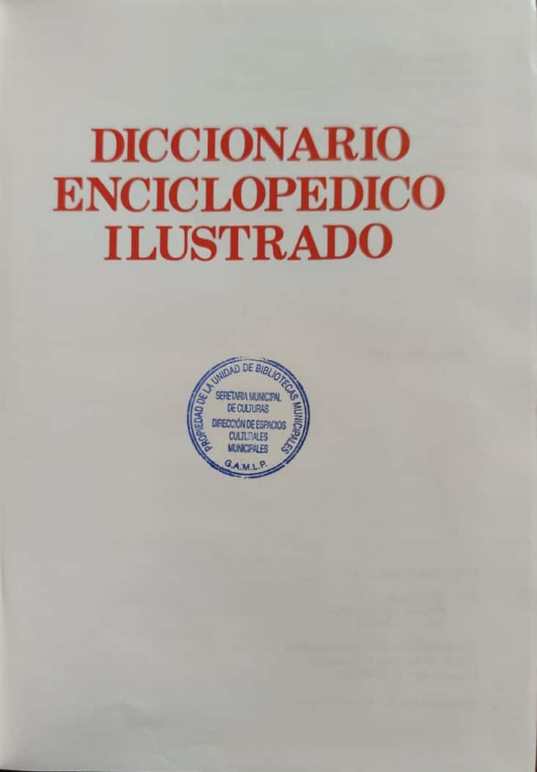 DICCIONARIO
ENCICLOPEDICO
ILUSTRADO
PROPIEDAD DE LA UNIDAD DE BIBLIOTECAS MUNICIPALES
SERETARIA MUNICIPAL
DE CULTURAS
DIRECCIÓN DE ESPACIOS
CULTURALES
MUNICIPALES
G.A.M.L.P.